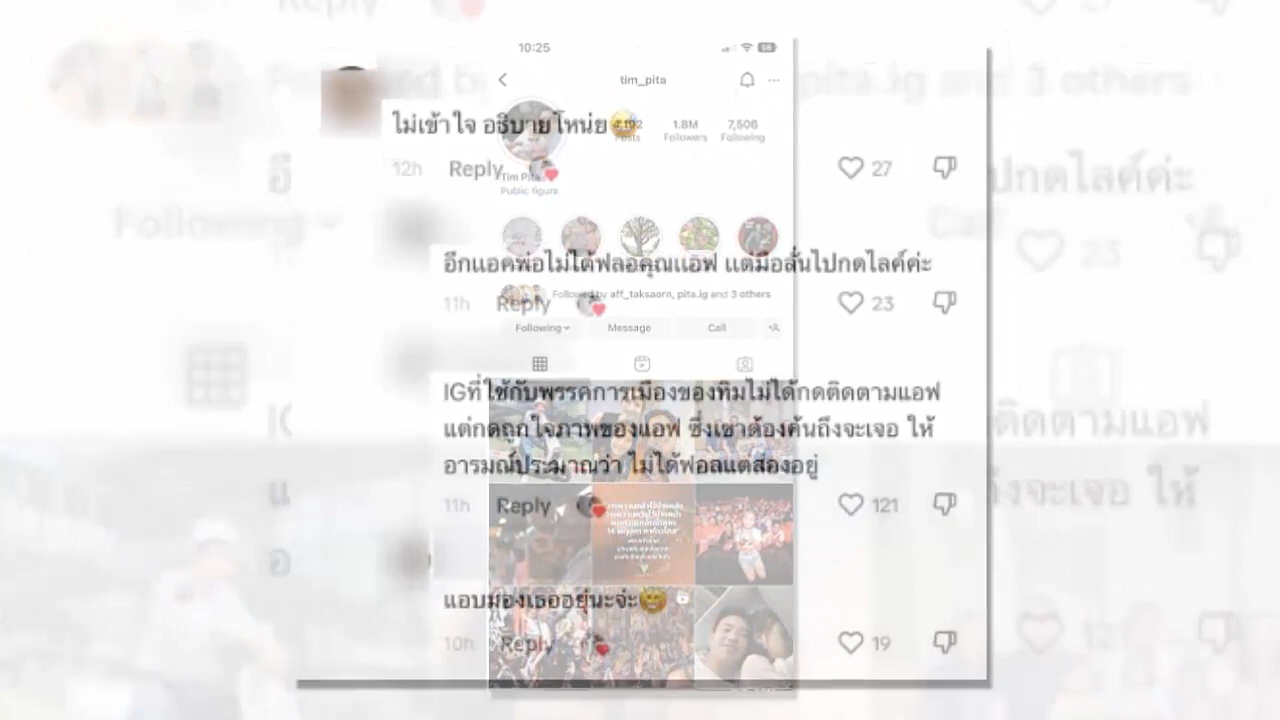 10:25
56
tim_pita
ไม่เข้าใจ อธิบายโหน่ย
4,192
1.8M
7,506
Posts
Followers
Following
12h
Reply
27
Tim Pita
Public figure
อีกแอคพ่อไม่ได้ฟลอคุณแอ๊ฟ แต่มือลั่นไปกดไลค์ค่ะ
Followed by aff_taksaorn, pita.ig and 3 others
11h
Reply
23
Following
Message
Call
IGที่ใช้กับพรรคการเมืองของทิมไม่ได้กดติดตามแอฟ
แต่กดถูกใจภาพของแอฟ ซึ่งเขาต้องค้นถึงจะเจอ ให้
อารมณ์ประมาณว่า ไม่ได้ฟอลแต่ส่องอยู่
11h
Reply
121
แอบมองเธออยู่นะจ๊ะ
10h
Reply
19